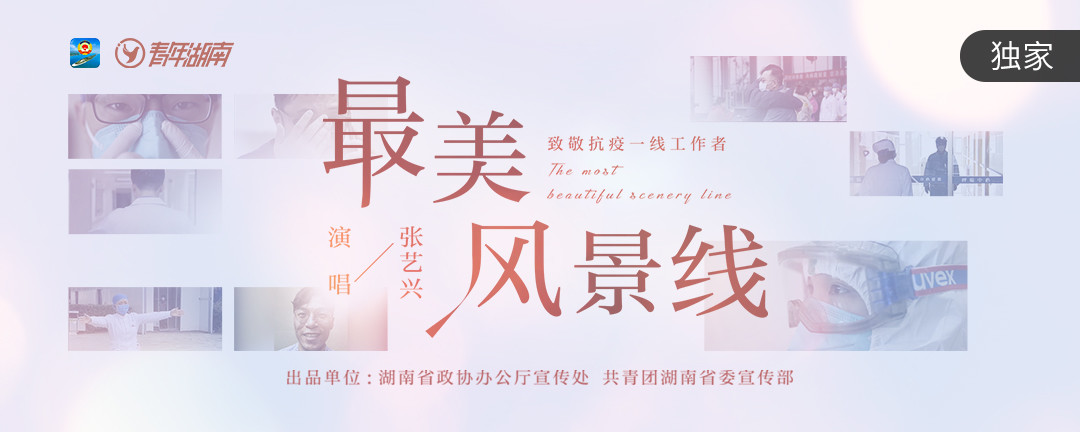 青年湖南
独家
最美
致敬抗疫一线工作者
The most
beautiful scenery line
风景线
演唱
张艺兴
uvex
出品单位：湖南省政协办公厅宣传处 共青团湖南省委宣传部